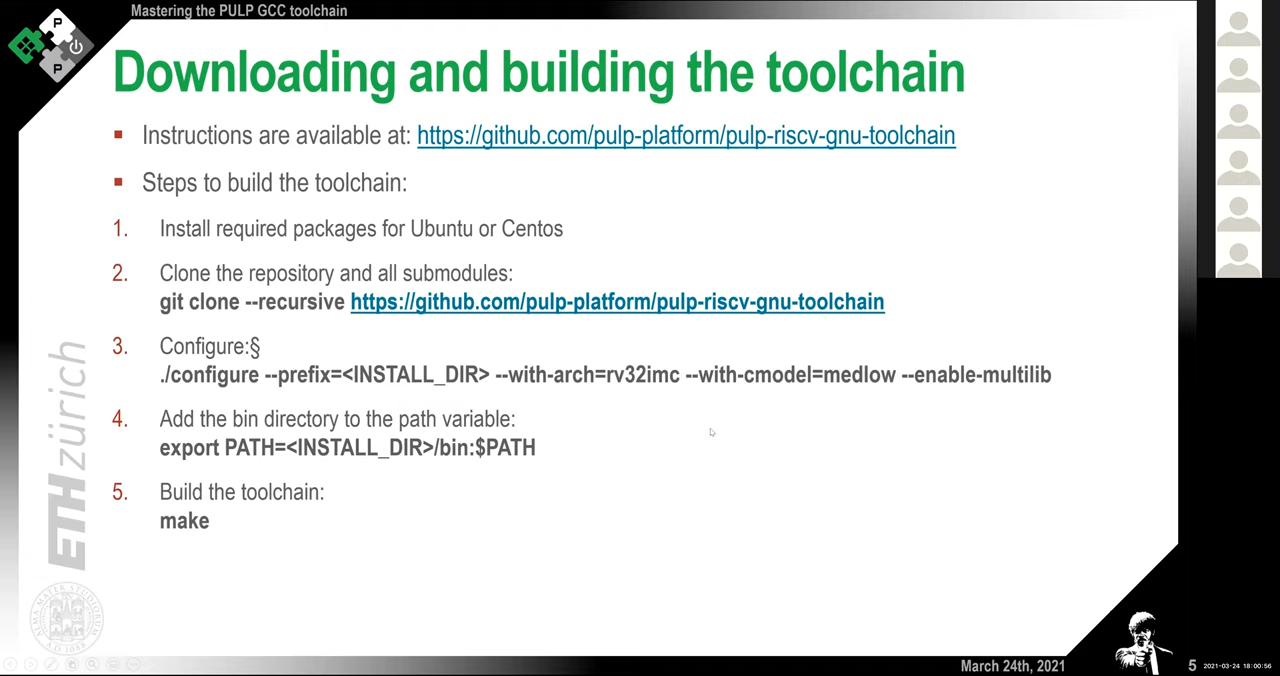 Mastering the PULP GCC toolchain
P
P
Downloading and building the toolchain
▪ Instructions are available at: https://github.com/pulp-platform/pulp-riscv-gnu-toolchain
▪ Steps to build the toolchain:
1. Install required packages for Ubuntu or Centos
2. Clone the repository and all submodules:
git clone --recursive https://github.com/pulp-platform/pulp-riscv-gnu-toolchain
3. Configure:§
./configure --prefix=<INSTALL_DIR> --with-arch=rv32imc --with-cmodel=medlow --enable-multilib
4. Add the bin directory to the path variable:
export PATH=<INSTALL_DIR>/bin:$PATH
5. Build the toolchain:
make
ETH zürich
ALMA MATER STUDIORUM
A.D. 1088
March 24th, 2021
5
2021-03-24 18:00:56